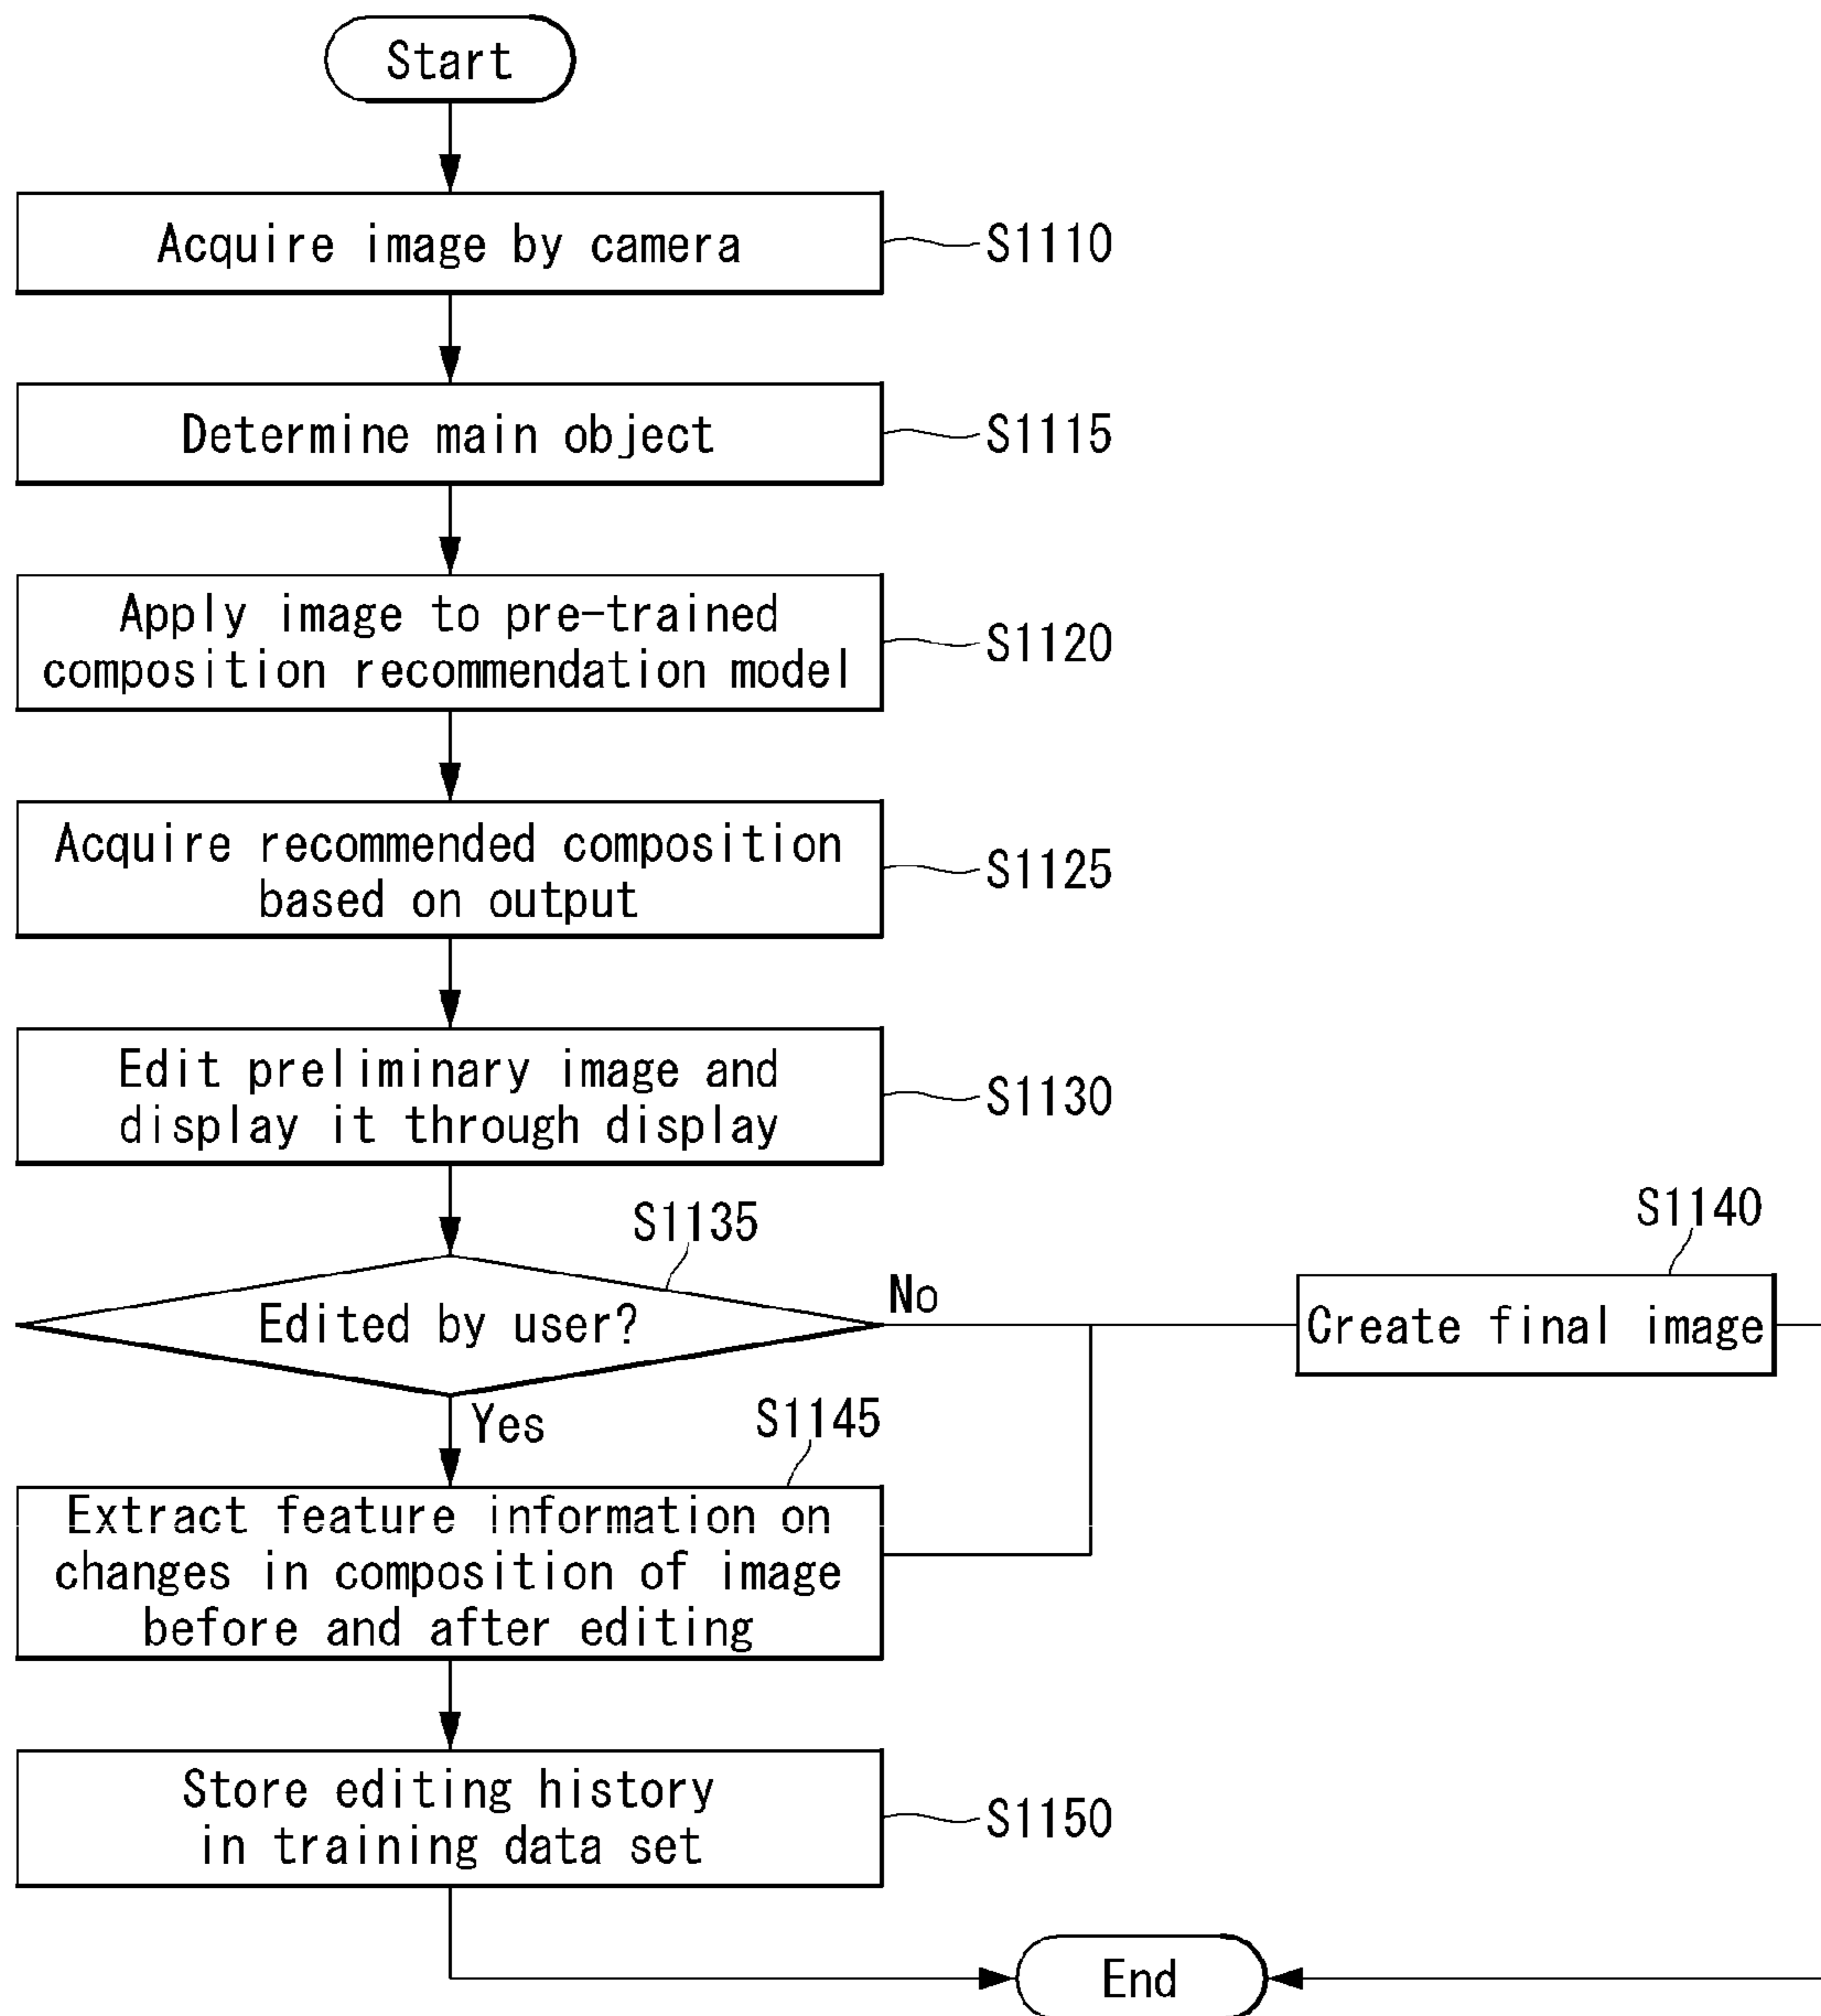 Start
Acquire image by camera
S1110
Determine main object
S1115
Apply image to pre-trained
composition recommendation model
S1120
Acquire recommended composition
based on output
S1125
Edit preliminary image and
display it through display
S1130
S1135
Edited by user?
No
S1140
Create final image
Yes
S1145
Extract feature information on
changes in composition of image
before and after editing
Store editing history
in training data set
S1150
End